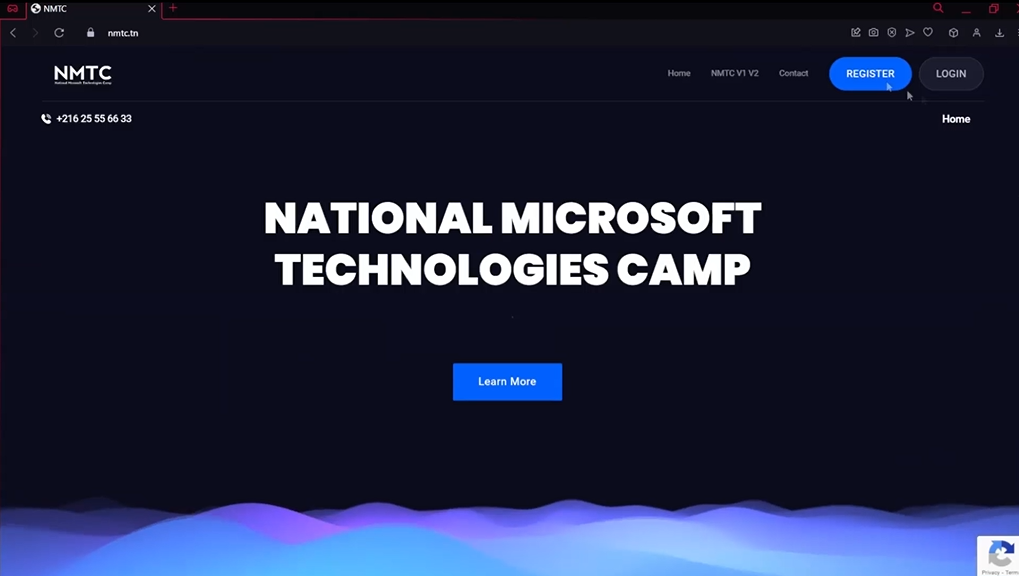 NMTC
nmtc.tn
NMTC
National Microsoft Technologies Camp
Home
NMTC V1 V2
Contact
REGISTER
LOGIN
+216 25 55 66 33
Home
NATIONAL MICROSOFT
TECHNOLOGIES CAMP
Learn More
Privacy - Term